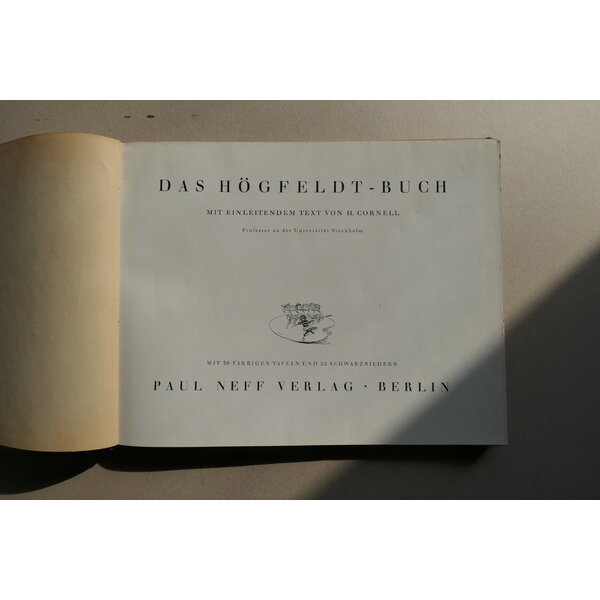 DAS HÖGFELDT-BUCH
MIT EINLEITENDEM TEXT VON H. CORNELL
Professor an der Universität Stockholm
MIT 56 FARBIGEN TAFELN UND 22 SCHWARZBILDERN
PAUL NEFF VERLAG · BERLIN